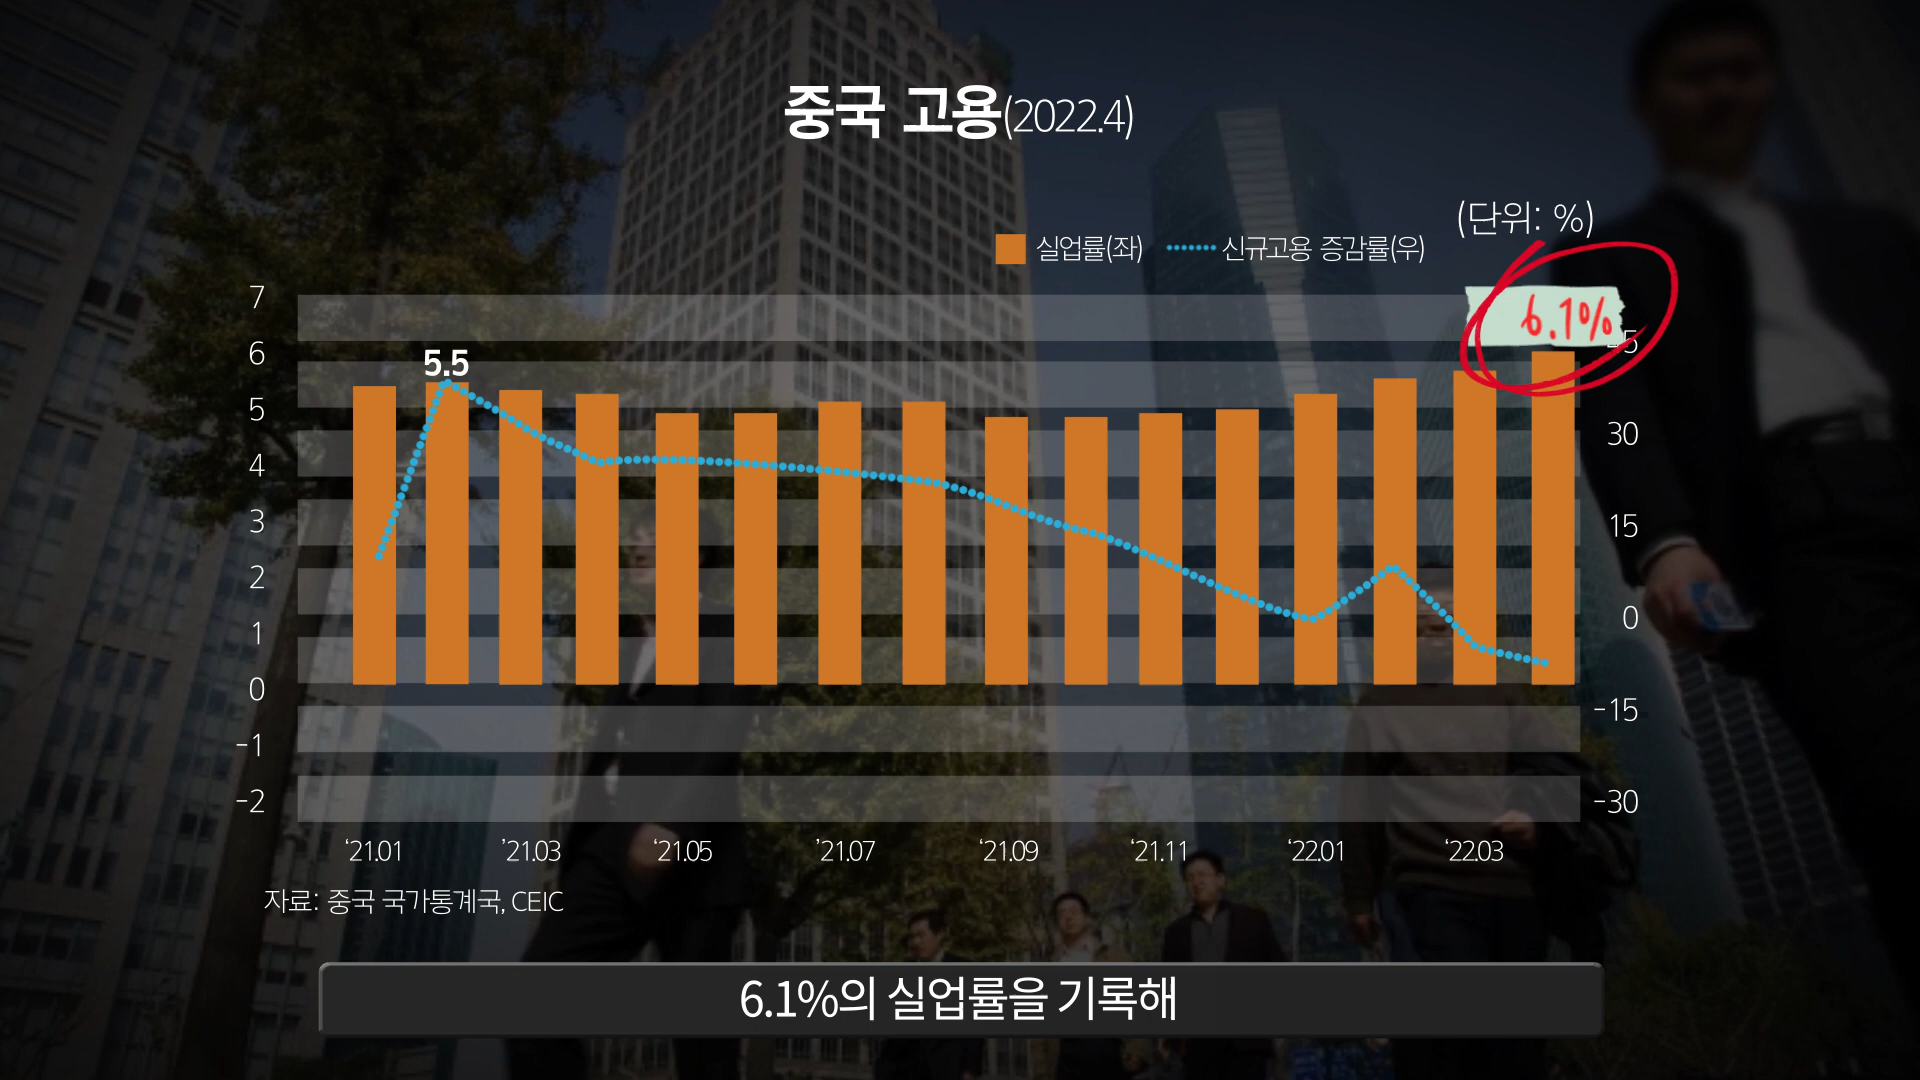 중국 고용(2022.4)
(단위: %)
실업률(좌) 신규고용 증감률(우)
6.1%
7
6
5
4
3
2
1
0
-1
-2
5.5
30
15
0
-15
-30
‘21.01 ’21.03 ‘21.05 ’21.07 ‘21.09 ‘21.11 ‘22.01 ‘22.03
자료: 중국 국가통계국, CEIC
6.1%의 실업률을 기록해